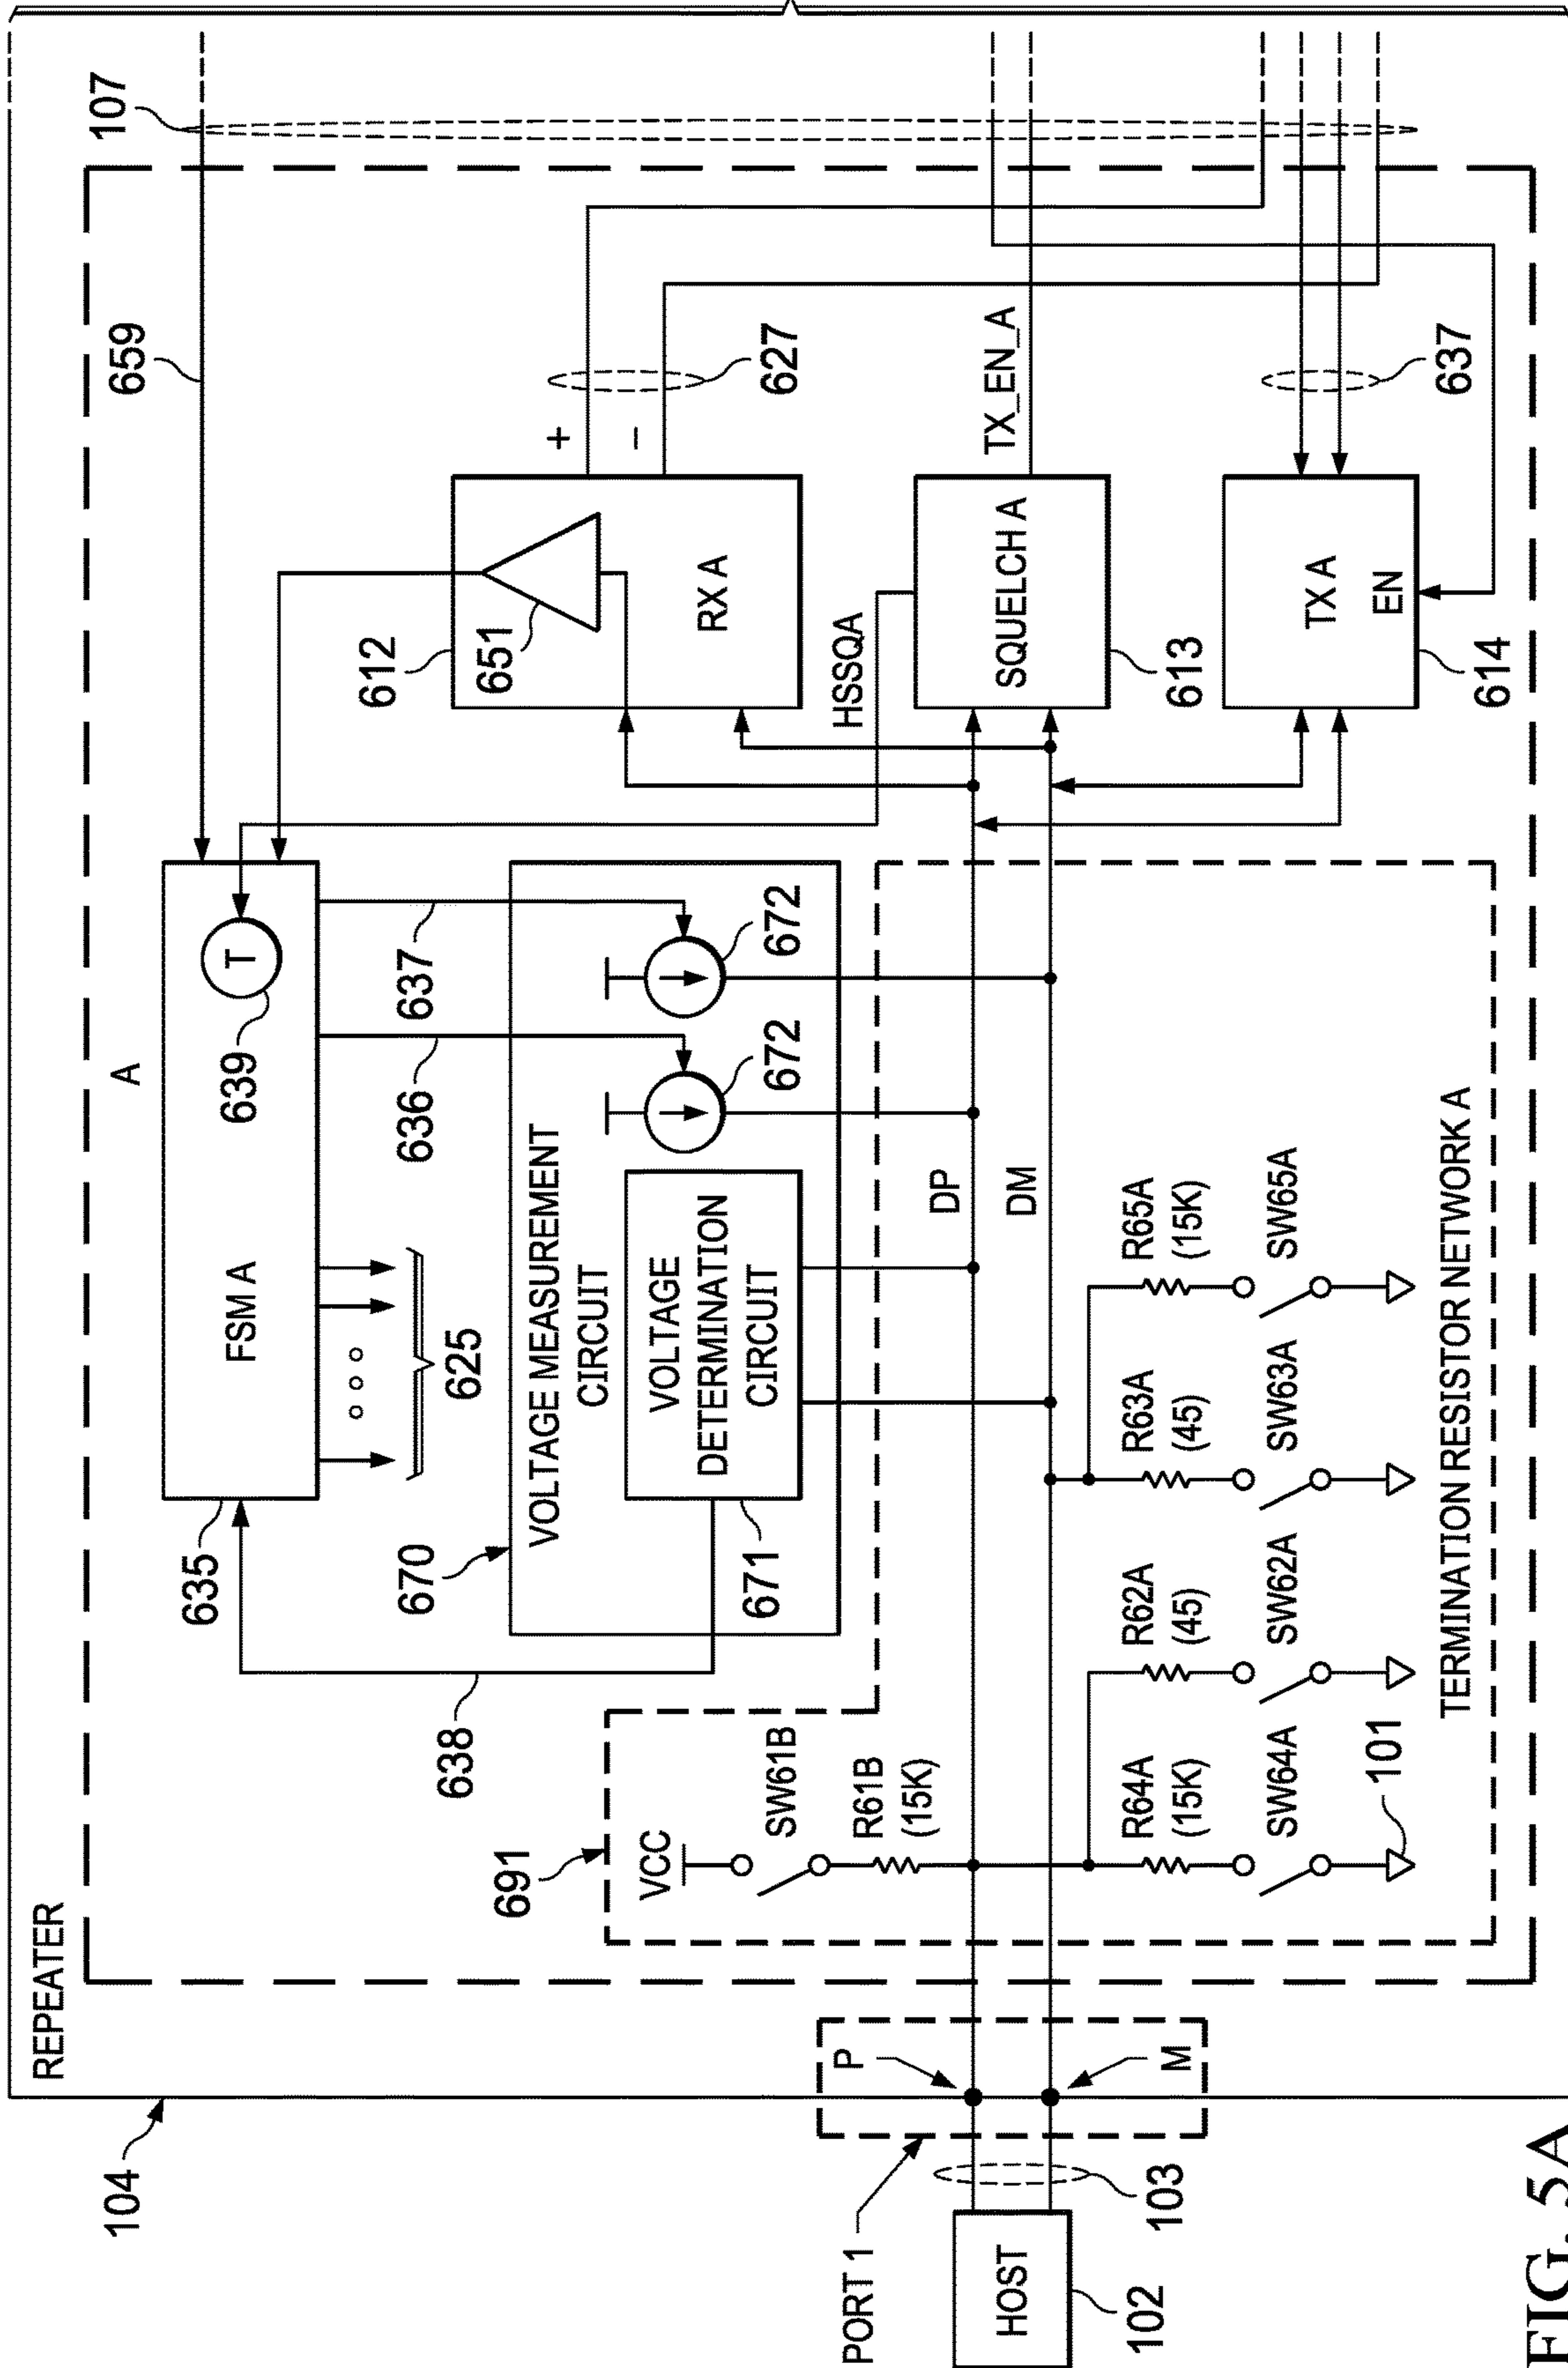 REPEATER
104
A
107
659
635
FSM A
T
639
625
636
637
638
670
VOLTAGE MEASUREMENT
CIRCUIT
VOLTAGE
DETERMINATION
CIRCUIT
671
672
672
612
651
RX A
+
−
627
HSSQA
SQUELCH A
613
TX_EN_A
TX A
EN
614
637
691
VCC
SW61B
R61B
(15K)
DP
DM
R64A
(15K)
SW64A
101
R62A
(45)
SW62A
R63A
(45)
SW63A
R65A
(15K)
SW65A
TERMINATION RESISTOR NETWORK A
PORT 1
P
M
103
HOST
102
FIG. 5A